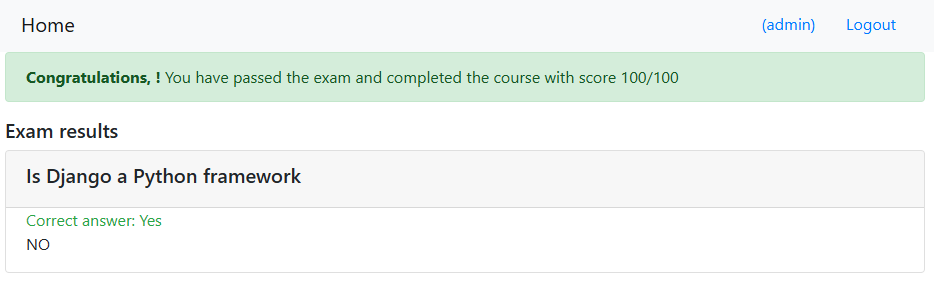 Home (admin) Logout
Congratulations, ! You have passed the exam and completed the course with score 100/100
Exam results
Is Django a Python framework
Correct answer: Yes
NO